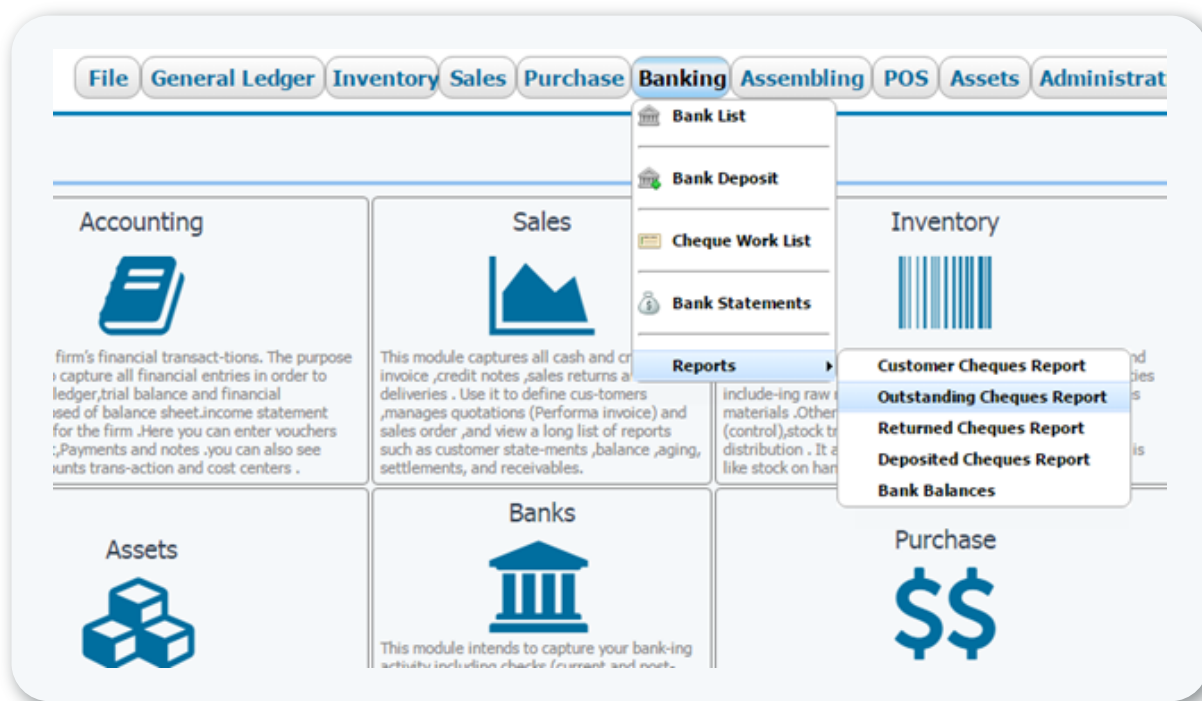 File General Ledger Inventory Sales Purchase Banking Assembling POS Assets Administrat
Bank List
Bank Deposit
Cheque Work List
Bank Statements
Reports
Customer Cheques Report
Outstanding Cheques Report
Returned Cheques Report
Deposited Cheques Report
Bank Balances
Accounting
firm's financial transact-tions. The purpose
capture all financial entries in order to
ledger,trial balance and financial
sed of balance sheet.income statement
for the firm .Here you can enter vouchers
,Payments and notes .you can also see
unts trans-action and cost centers .
Sales
This module captures all cash and cr
invoice ,credit notes ,sales returns a
deliveries . Use it to define cus-tomers
,manages quotations (Performa invoice) and
sales order ,and view a long list of reports
such as customer state-ments ,balance ,aging,
settlements, and receivables.
Inventory
nd
ies
include-ing raw
materials .Other
(control),stock tr
distribution . It a
is
like stock on han
Assets
Banks
This module intends to capture your bank-ing
activity including checks (current and post-
Purchase
$$